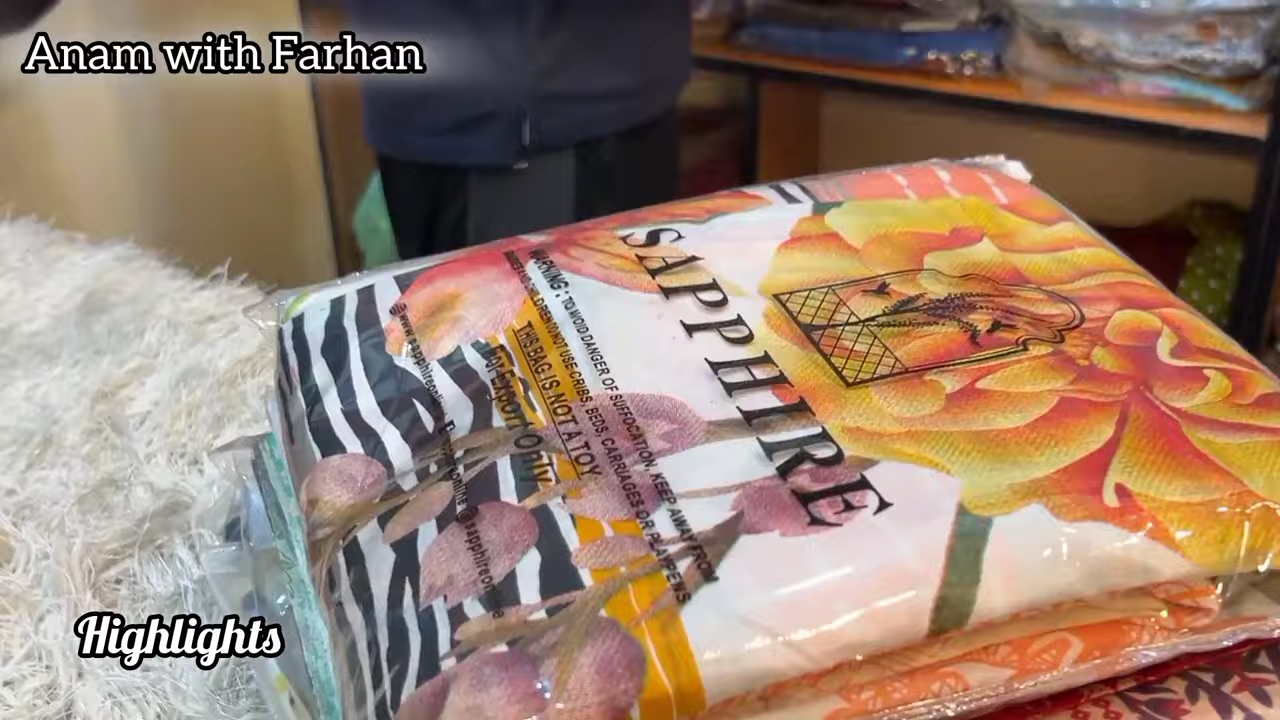 Anam with Farhan
SAPPHIRE
WARNING : TO AVOID DANGER OF SUFFOCATION, KEEP AWAY FROM
THIS BAG IS NOT A TOY
For Export Only
Highlights